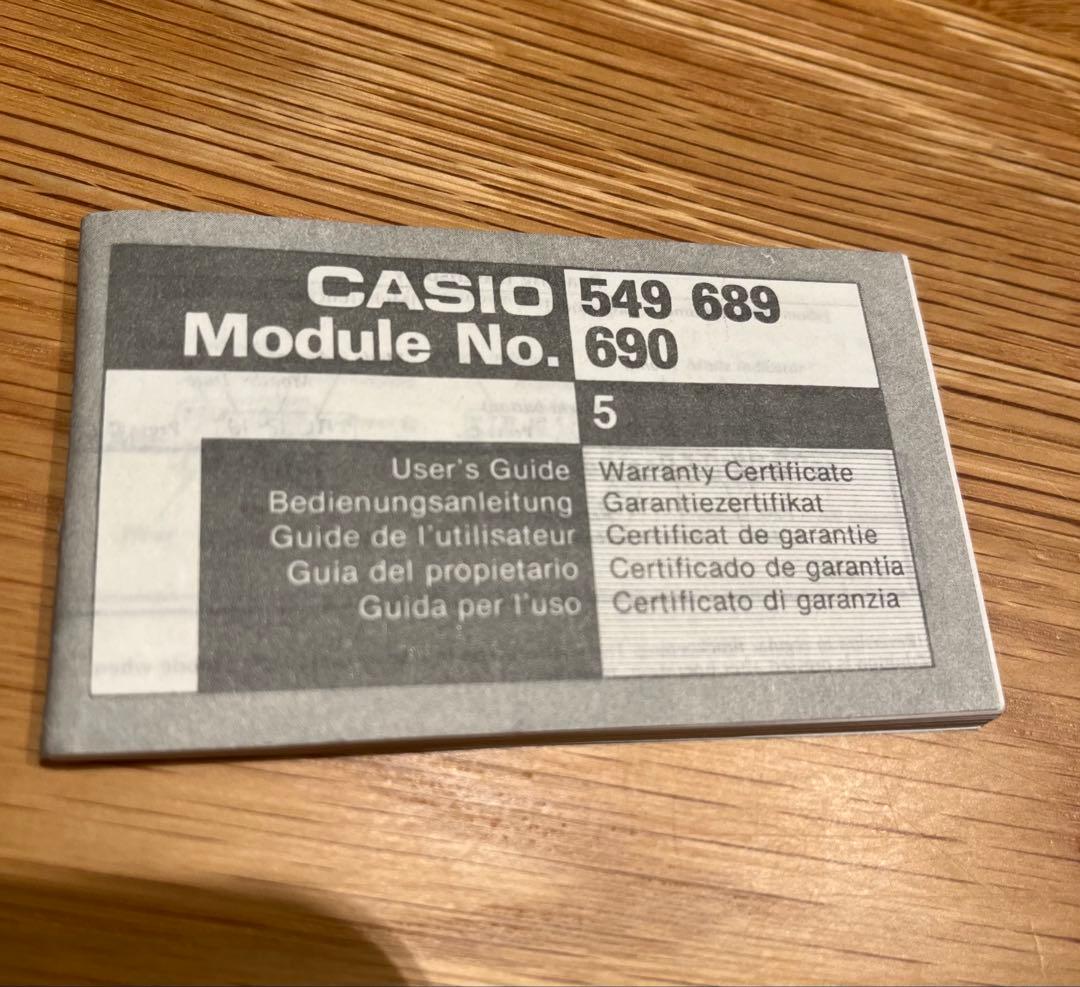 CASIO 549 689
Module No. 690
5
User's Guide Warranty Certificate
Bedienungsanleitung Garantiezertifikat
Guide de l'utilisateur Certificat de garantie
Guia del propietario Certificado de garantía
Guida per l'uso Certificato di garanzia